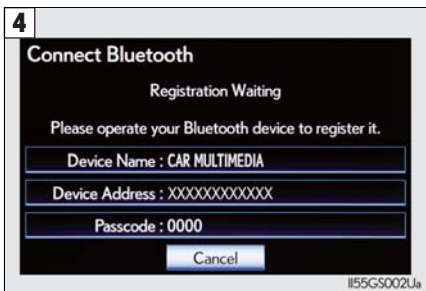 4
Connect Bluetooth
Registration Waiting
Please operate your Bluetooth device to register it.
Device Name : CAR MULTIMEDIA
Device Address : XXXXXXXXXXXX
Passcode : 0000
Cancel
II55GS002Ua